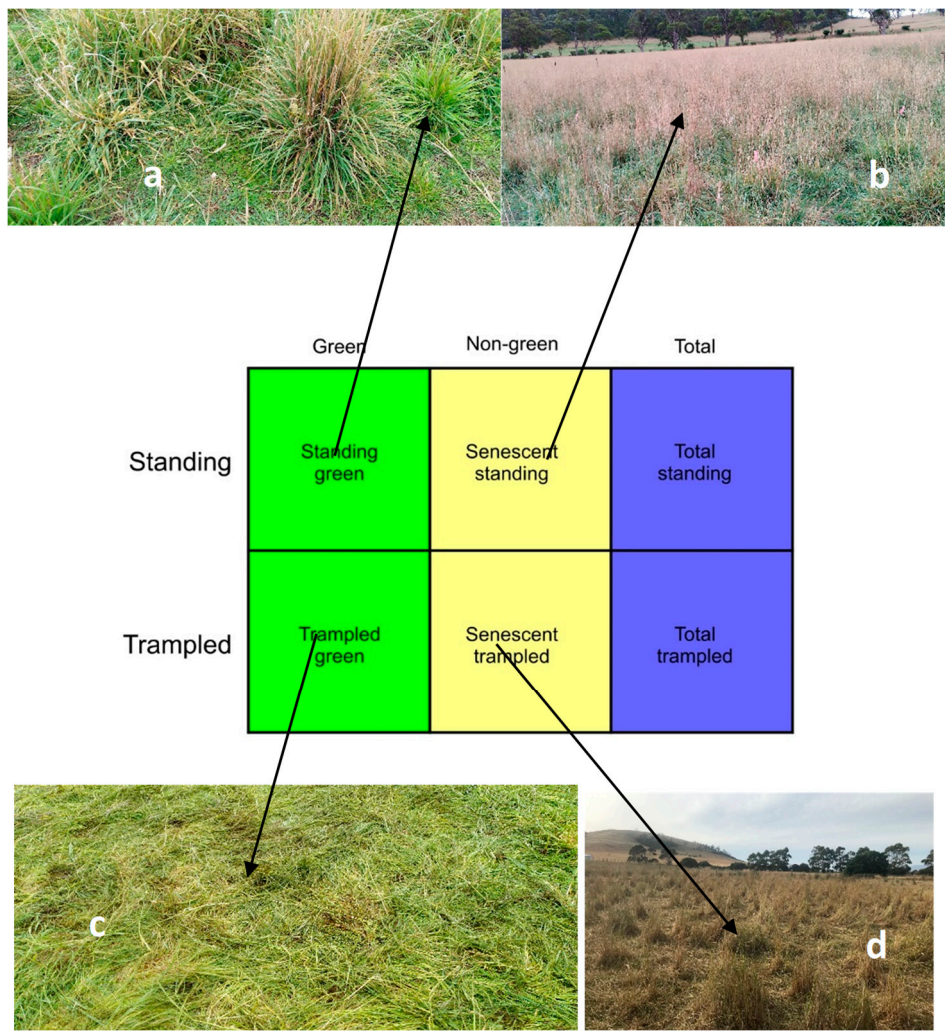 a
b
Green
Non-green
Total
Standing
Standing
green
Senescent
standing
Total
standing
Trampled
Trampled
green
Senescent
trampled
Total
trampled
c
d